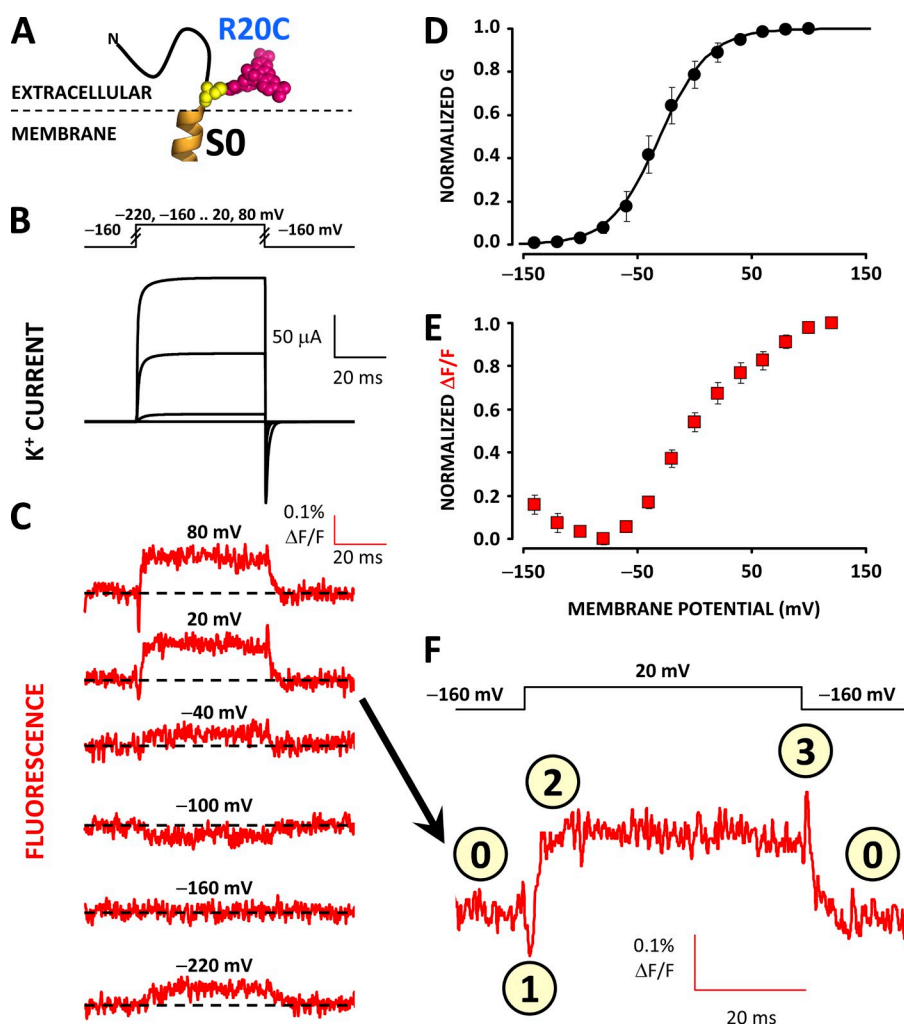 A
N
R20C
EXTRACELLULAR
MEMBRANE
S0
B
−160
−220, −160 .. 20, 80 mV
−160 mV
K⁺ CURRENT
50 µA
20 ms
C
0.1%
ΔF/F
20 ms
FLUORESCENCE
80 mV
20 mV
−40 mV
−100 mV
−160 mV
−220 mV
D
NORMALIZED G
1.0
0.8
0.6
0.4
0.2
0.0
−150
−50
50
150
E
NORMALIZED ΔF/F
1.0
0.8
0.6
0.4
0.2
0.0
−150
−50
50
150
MEMBRANE POTENTIAL (mV)
F
−160 mV
20 mV
−160 mV
0
1
2
3
0
0.1%
ΔF/F
20 ms